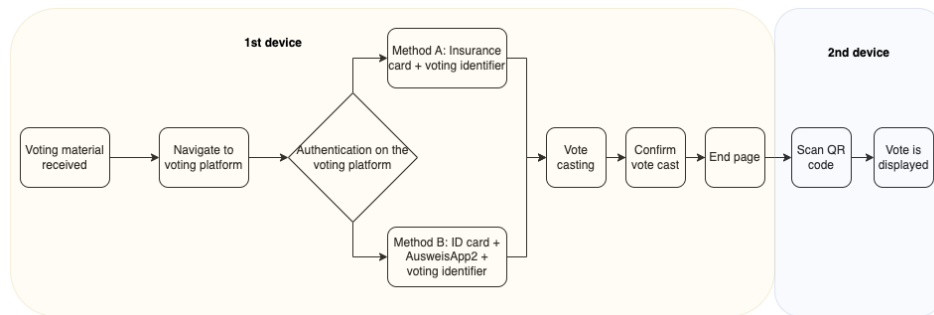 1st device
2nd device
Voting material
received
Navigate to
voting platform
Authentication on the
voting platform
Method A: Insurance
card + voting identifier
Method B: ID card +
AusweisApp2 +
voting identifier
Vote
casting
Confirm
vote cast
End page
Scan QR
code
Vote is
displayed